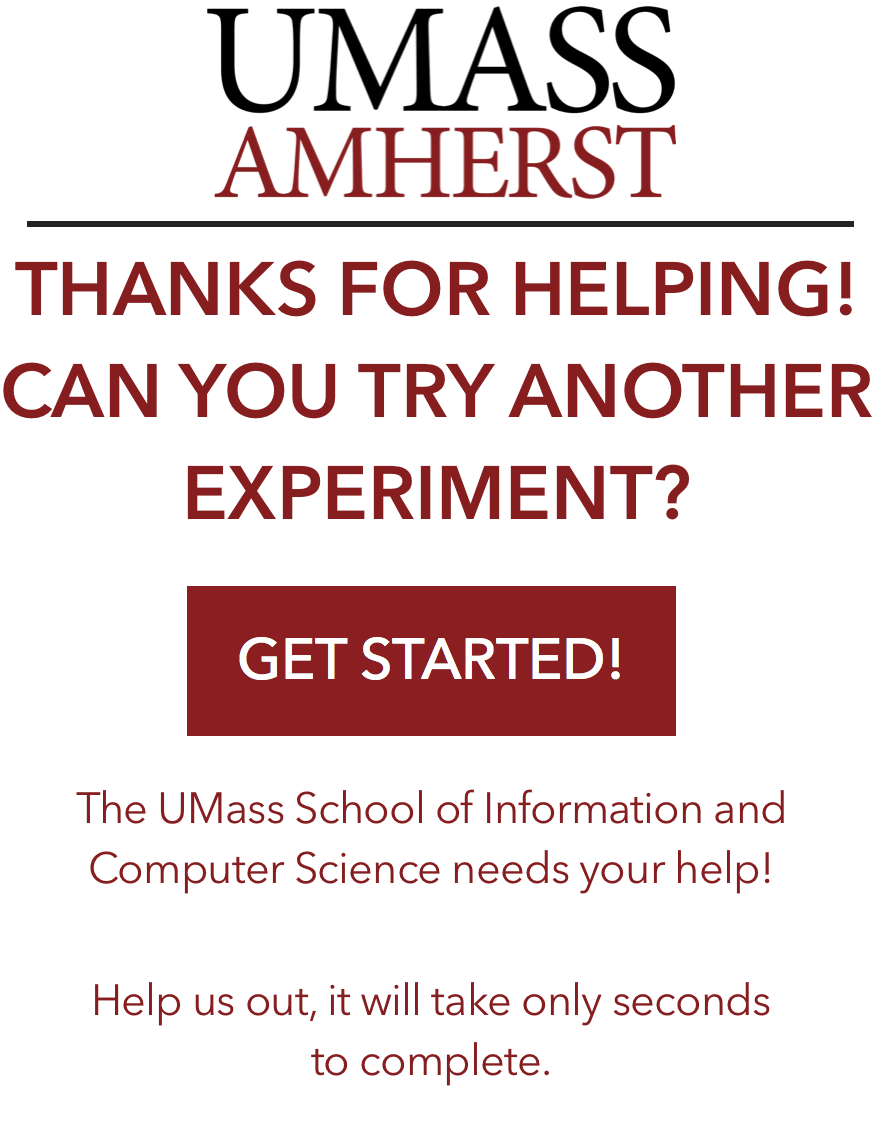 UMASS
AMHERST
THANKS FOR HELPING!
CAN YOU TRY ANOTHER
EXPERIMENT?
GET STARTED!
The UMass School of Information and
Computer Science needs your help!
Help us out, it will take only seconds
to complete.